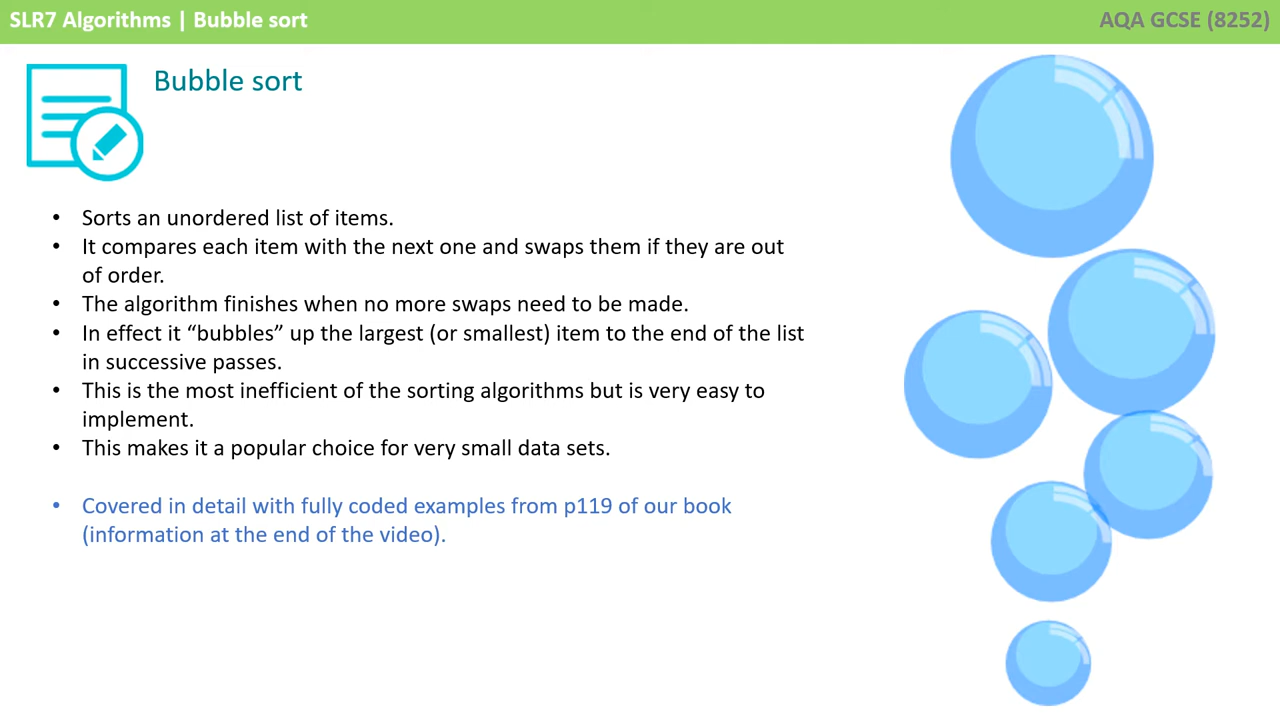 SLR7 Algorithms | Bubble sort
AQA GCSE (8252)
Bubble sort
• Sorts an unordered list of items.
• It compares each item with the next one and swaps them if they are out
of order.
• The algorithm finishes when no more swaps need to be made.
• In effect it “bubbles” up the largest (or smallest) item to the end of the list
in successive passes.
• This is the most inefficient of the sorting algorithms but is very easy to
implement.
• This makes it a popular choice for very small data sets.
• Covered in detail with fully coded examples from p119 of our book
(information at the end of the video).